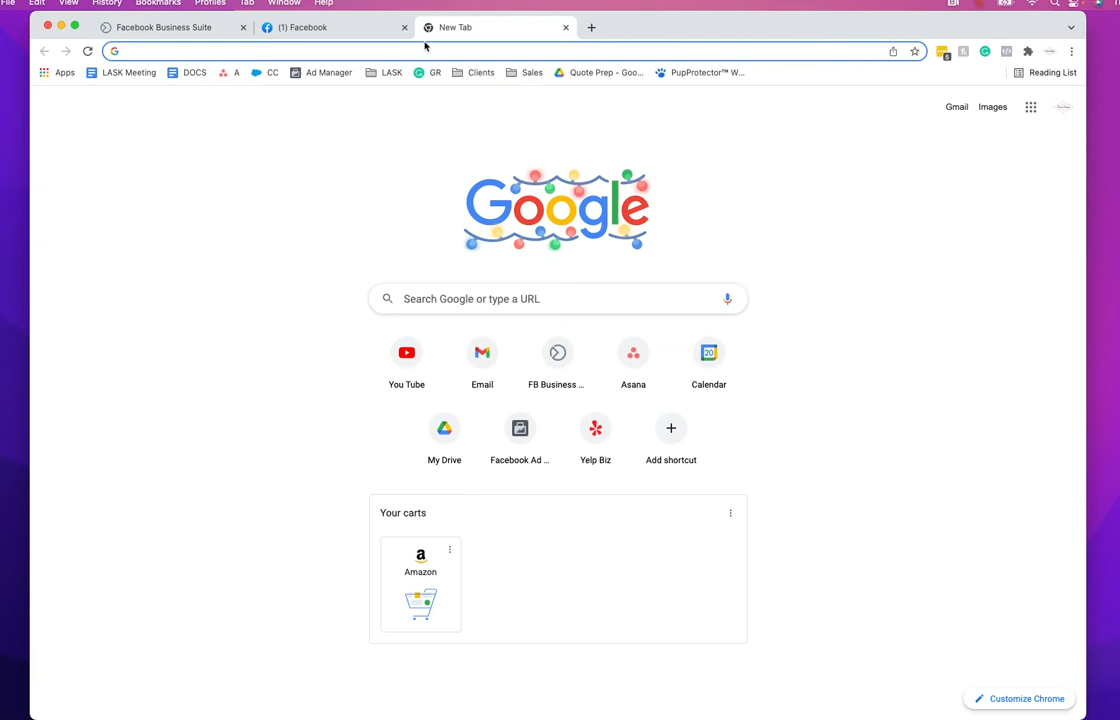 File Edit View History Bookmarks Profiles Tab Window Help
Facebook Business Suite (1) Facebook New Tab
Apps LASK Meeting DOCS A CC Ad Manager LASK GR Clients Sales Quote Prep - Goo... PupProtector™ W... Reading List
Gmail Images
Google
Search Google or type a URL
You Tube Email FB Business ... Asana Calendar
My Drive Facebook Ad ... Yelp Biz Add shortcut
Your carts
Amazon
Customize Chrome